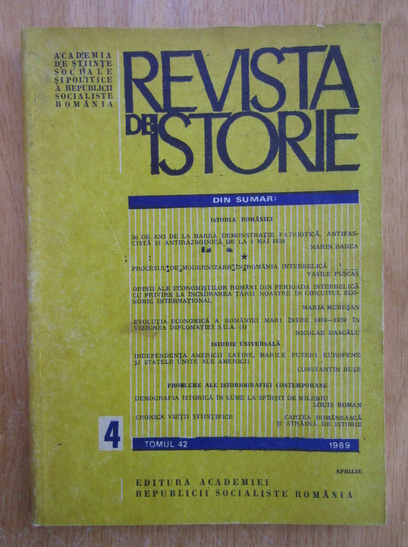 ACADEMIA
DE ȘTIINȚE
SOCIALE
ȘI POLITICE
A REPUBLICII
SOCIALISTE
ROMÂNIA
REVISTA
DE ISTORIE
DIN SUMAR:
ISTORIA ROMÂNIEI
50 DE ANI DE LA MAREA DEMONSTRAȚIE PATRIOTICĂ, ANTIFAS-
CISTĂ ȘI ANTIRĂZBOINICĂ DE LA 1 MAI 1939
MARIN BADEA
PROCESUL DE MODERNIZARE ÎN ROMÂNIA INTERBELICĂ
VASILE PUȘCAȘ
OPINII ALE ECONOMIȘTILOR ROMÂNI DIN PERIOADA INTERBELICĂ
CU PRIVIRE LA ÎNCADRAREA ȚĂRII NOASTRE ÎN CIRCUITUL ECO-
NOMIC INTERNAȚIONAL
MARIA MUREȘAN
EVOLUȚIA ECONOMICĂ A ROMÂNIEI MARI ÎNTRE 1919—1939 ÎN
VIZIUNEA DIPLOMAȚIEI S.U.A. (I)
NICOLAE DASCĂLU
ISTORIE UNIVERSALĂ
INDEPENDENȚA AMERICII LATINE, MARILE PUTERI EUROPENE
ȘI STATELE UNITE ALE AMERICII
CONSTANTIN BUȘE
PROBLEME ALE ISTORIOGRAFIEI CONTEMPORANE
DEMOGRAFIA ISTORICĂ ÎN LUME LA SFÎRȘIT DE MILENIU
LOUIS ROMAN
CRONICA VIEȚII ȘTIINȚIFICE
CARTEA ROMÂNEASCĂ
ȘI STRĂINĂ DE ISTORIE
4
TOMUL 42
1989
APRILIE
EDITURA ACADEMIEI
REPUBLICII SOCIALISTE ROMÂNIA